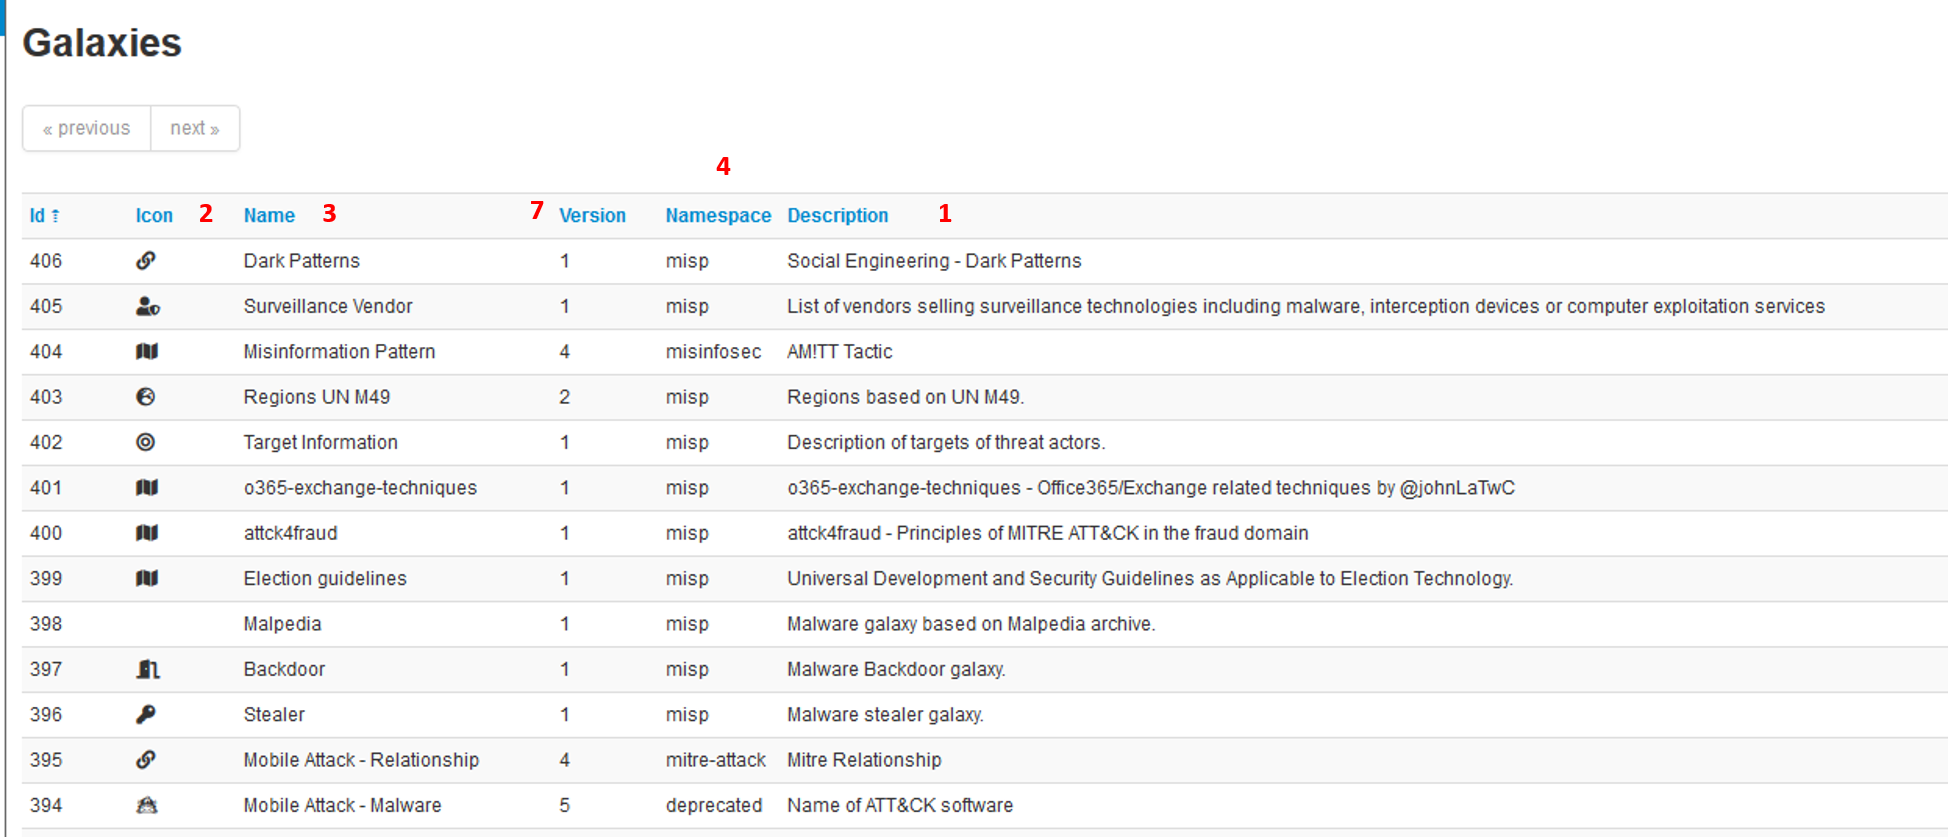 Galaxies
« previous next »
4
Id Icon 2 Name 3 7 Version Namespace Description 1
406 Dark Patterns 1 misp Social Engineering - Dark Patterns
405 Surveillance Vendor 1 misp List of vendors selling surveillance technologies including malware, interception devices or computer exploitation services
404 Misinformation Pattern 4 misinfosec AM!TT Tactic
403 Regions UN M49 2 misp Regions based on UN M49.
402 Target Information 1 misp Description of targets of threat actors.
401 o365-exchange-techniques 1 misp o365-exchange-techniques - Office365/Exchange related techniques by @johnLaTwC
400 attck4fraud 1 misp attck4fraud - Principles of MITRE ATT&CK in the fraud domain
399 Election guidelines 1 misp Universal Development and Security Guidelines as Applicable to Election Technology.
398 Malpedia 1 misp Malware galaxy based on Malpedia archive.
397 Backdoor 1 misp Malware Backdoor galaxy.
396 Stealer 1 misp Malware stealer galaxy.
395 Mobile Attack - Relationship 4 mitre-attack Mitre Relationship
394 Mobile Attack - Malware 5 deprecated Name of ATT&CK software